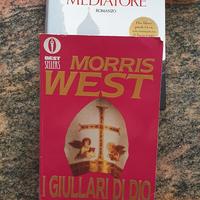 MEDIATORE
ROMANZO
BEST
SELLERS
MORRIS
WEST
I GIULLARI DI DIO